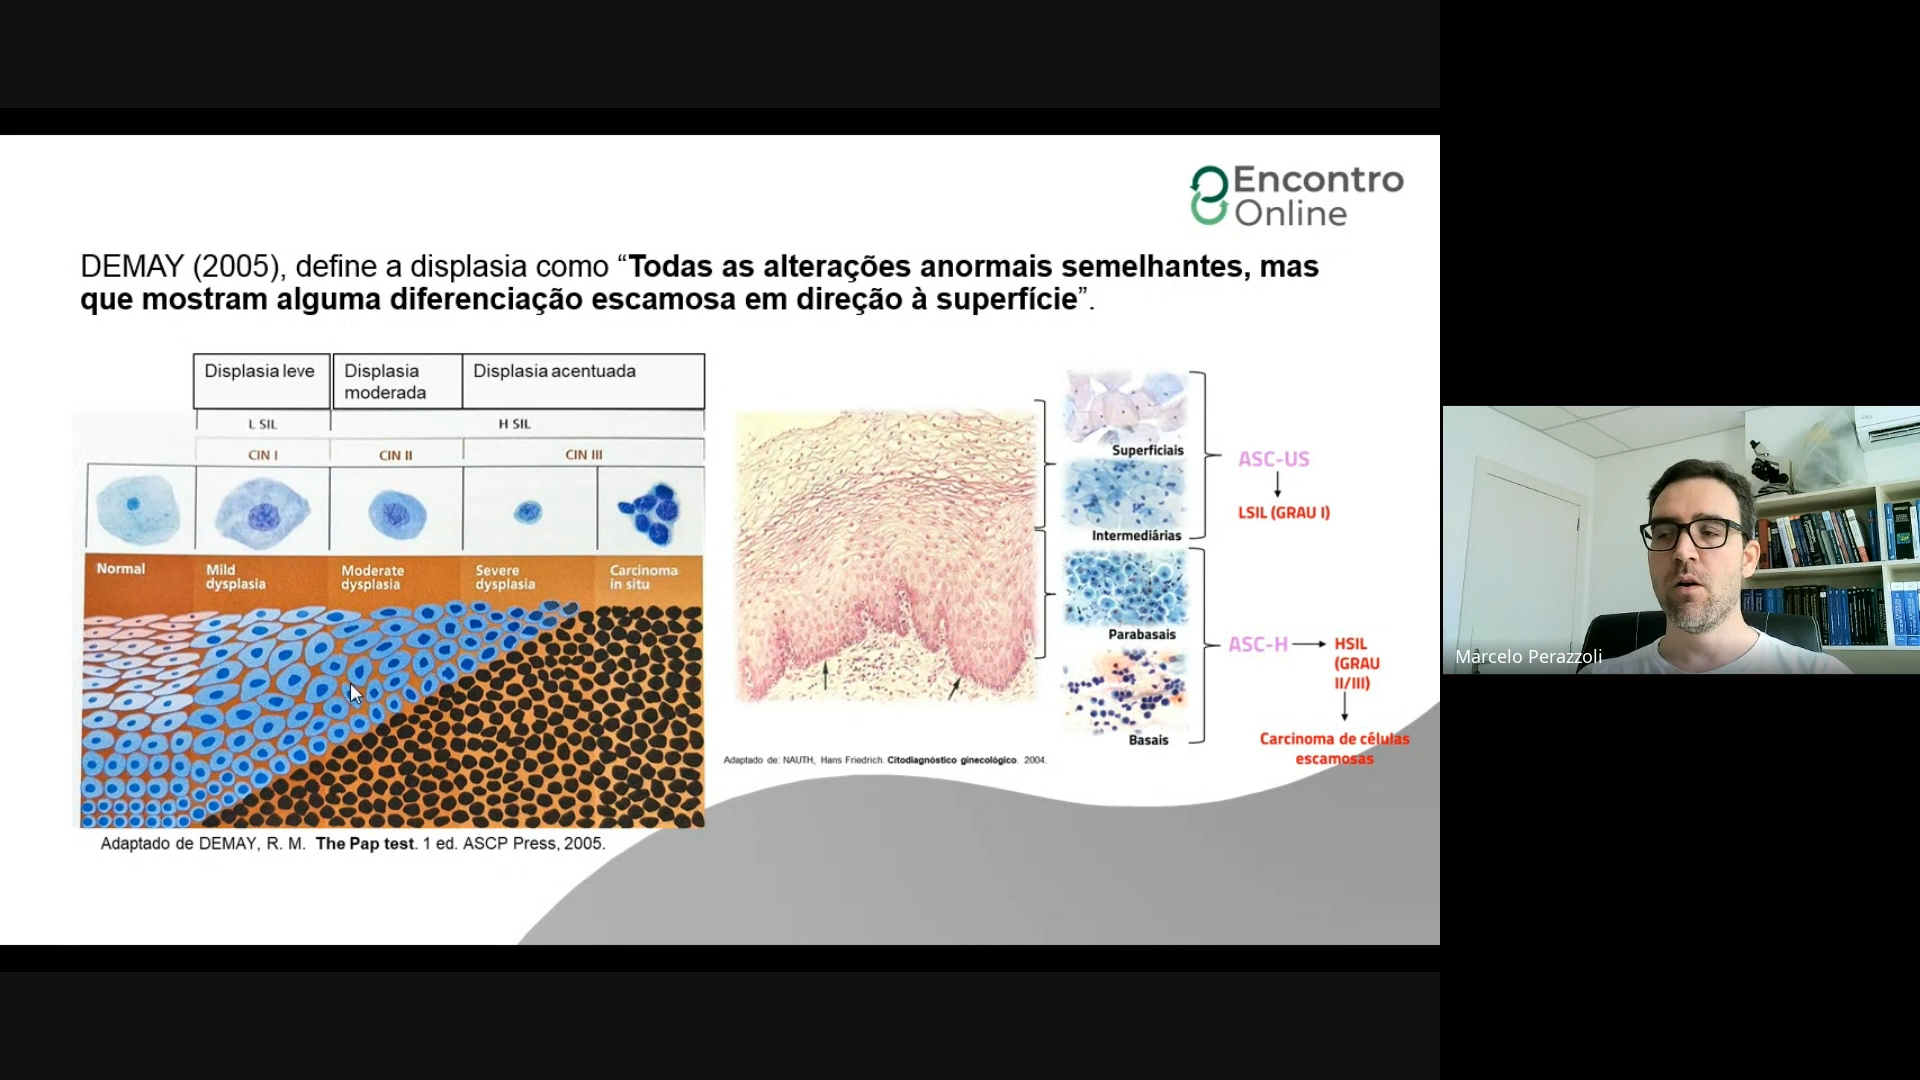 Encontro
Online
DEMAY (2005), define a displasia como “Todas as alterações anormais semelhantes, mas
que mostram alguma diferenciação escamosa em direção à superfície”.
Displasia leve
Displasia
moderada
Displasia acentuada
L SIL
H SIL
CIN I
CIN II
CIN III
Normal
Mild
dysplasia
Moderate
dysplasia
Severe
dysplasia
Carcinoma
in situ
Adaptado de DEMAY, R. M. The Pap test. 1 ed. ASCP Press, 2005.
Superficiais
Intermediárias
Parabasais
Basais
ASC-US
LSIL (GRAU I)
ASC-H
HSIL
(GRAU
II/III)
Carcinoma de células
escamosas
Adaptado de: NAUTH, Hans Friedrich. Citodiagnóstico ginecológico. 2004.
Marcelo Perazzoli